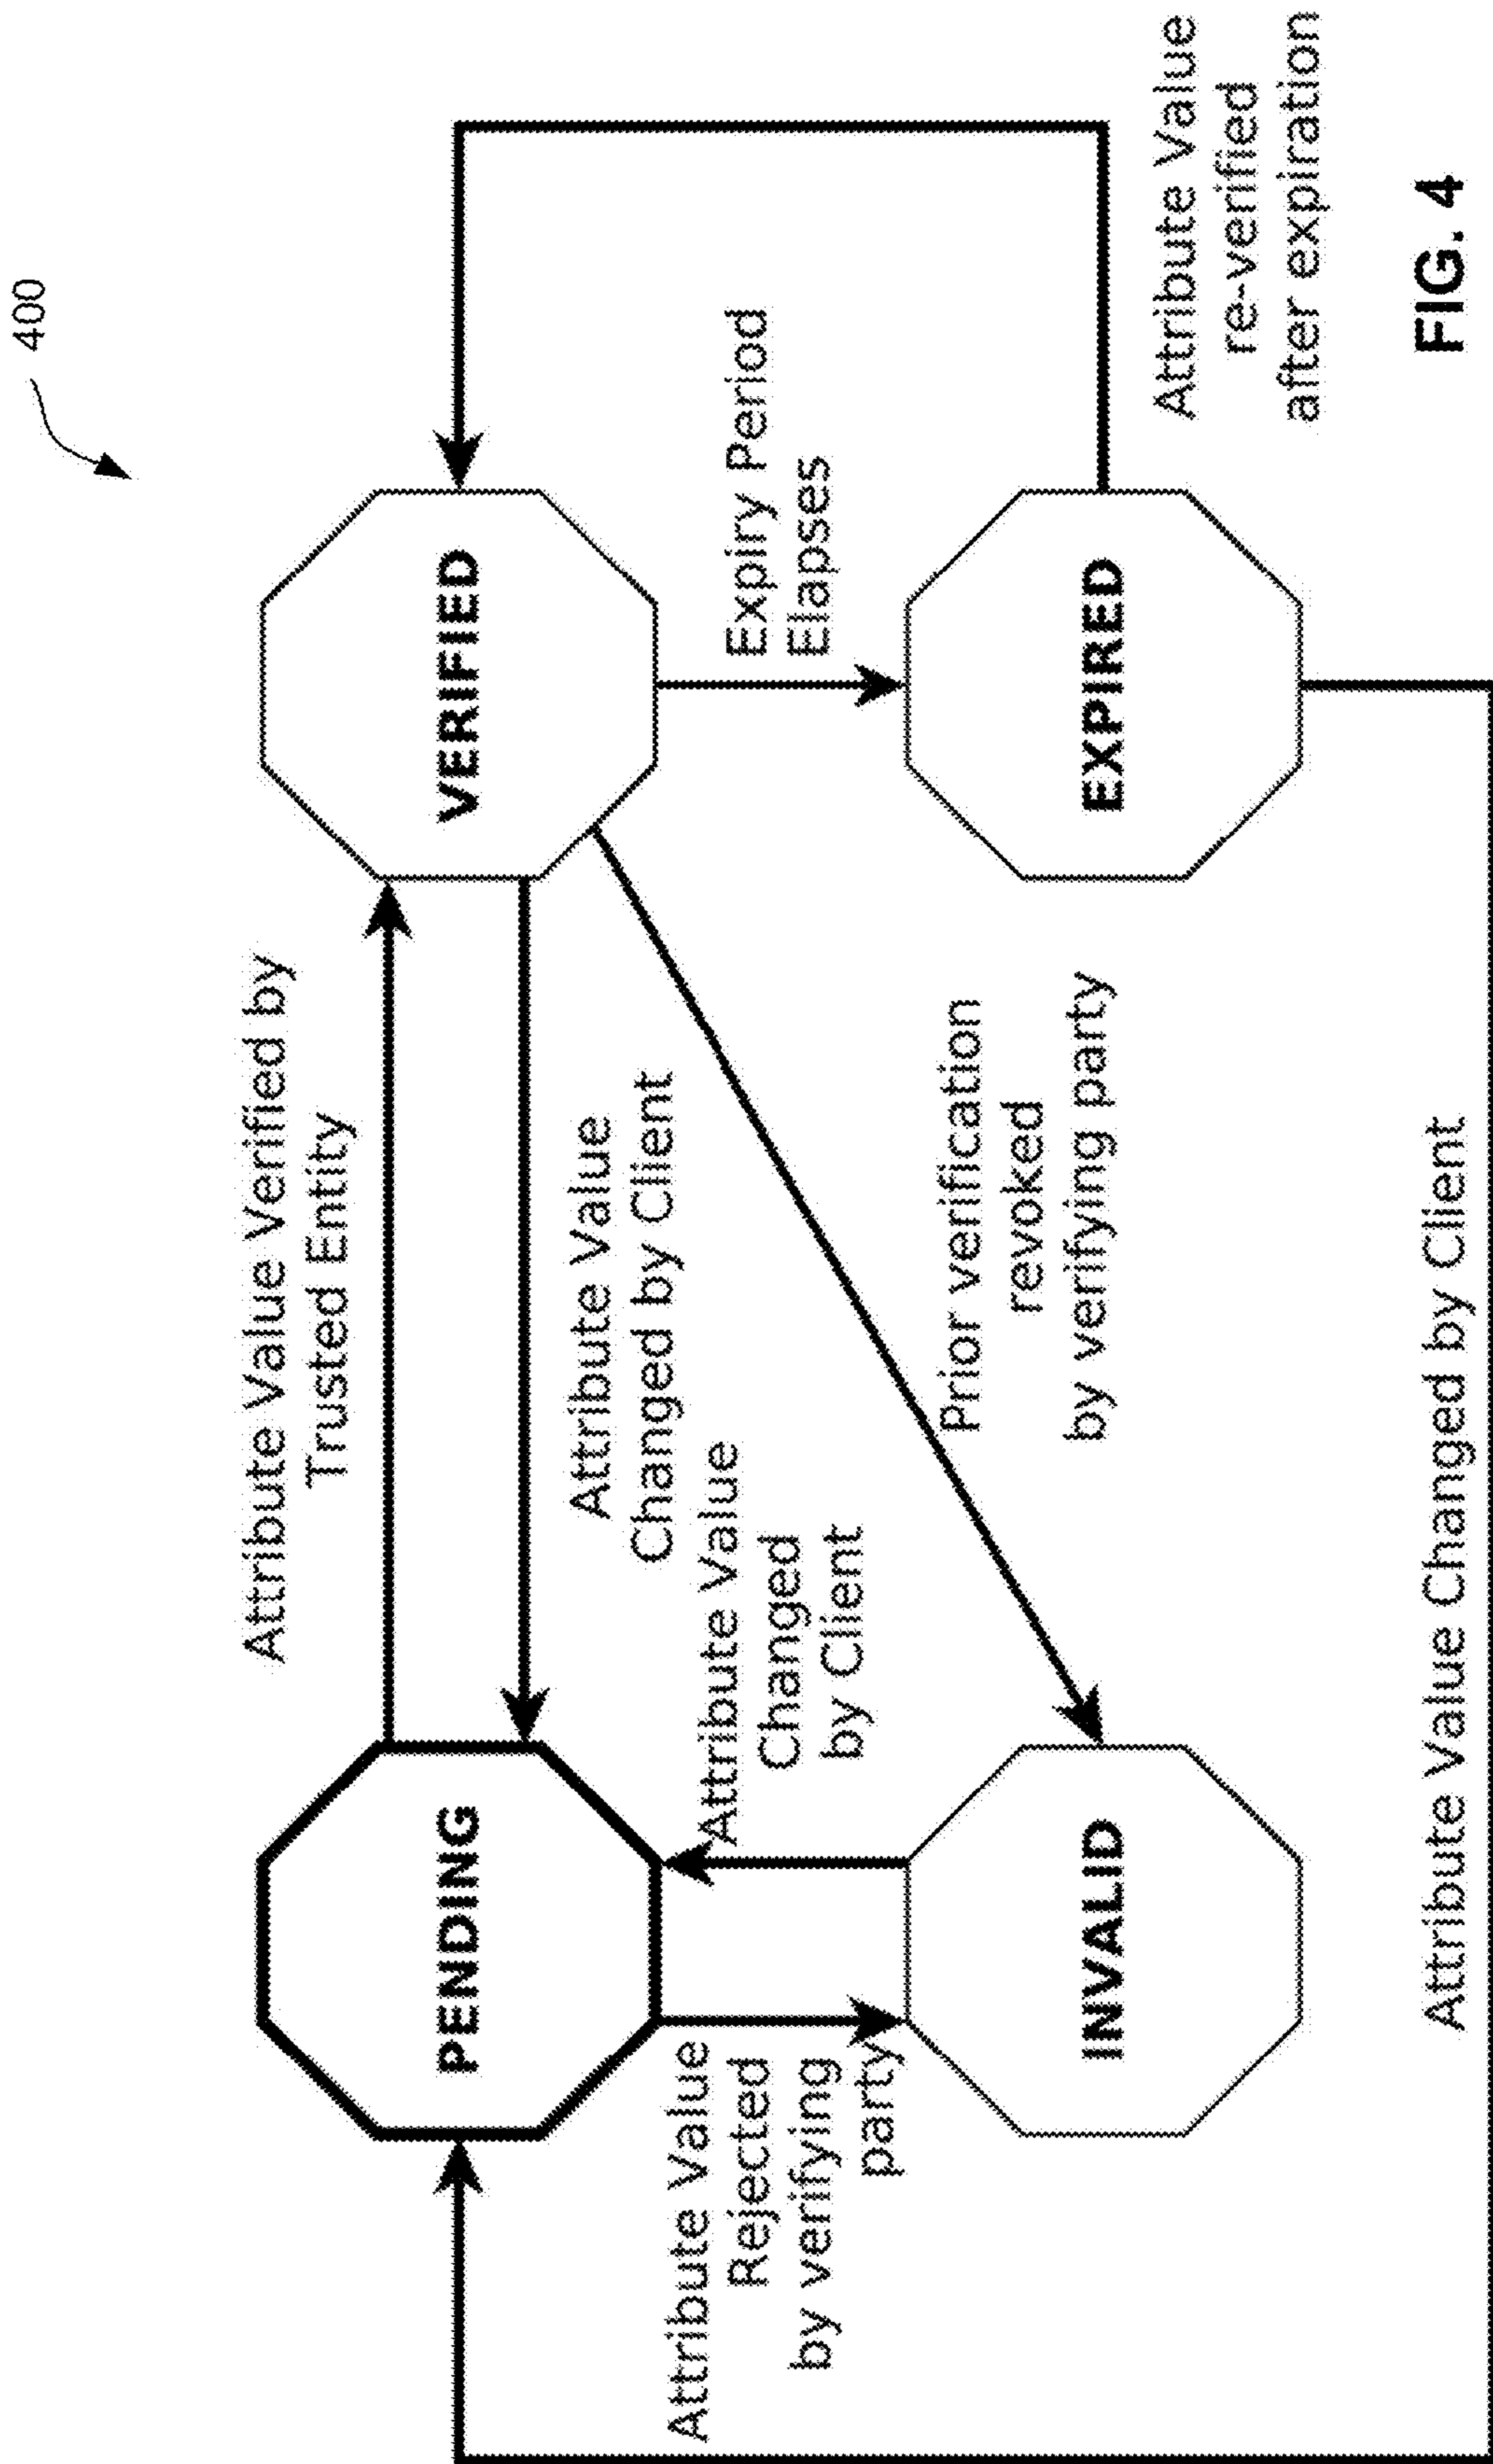 400
Attribute Value Verified by
Trusted Entity
PENDING
VERIFIED
Attribute Value
Changed by Client
Attribute Value
Rejected
by verifying
party
Attribute Value
Changed
by Client
Expiry Period
Elapses
Prior verification
revoked
by verifying party
INVALID
EXPIRED
Attribute Value
re-verified
after expiration
Attribute Value Changed by Client
FIG. 4